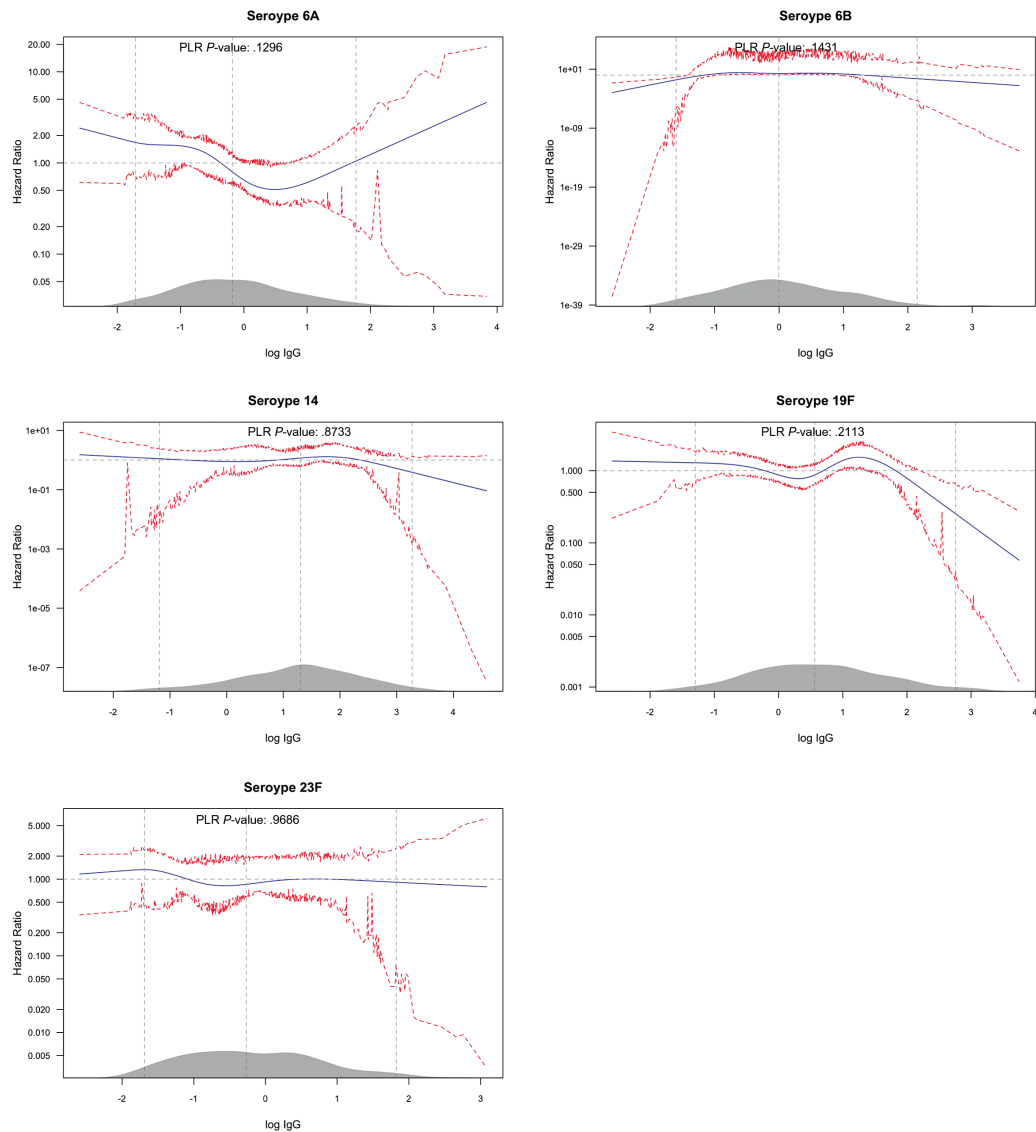 Seroype 6A
PLR P-value: .1296
20.00
10.00
5.00
2.00
1.00
0.50
0.20
0.10
0.05
Hazard Ratio
-2 -1 0 1 2 3 4
log IgG
Seroype 6B
PLR P-value: .1431
1e+01
1e-09
1e-19
1e-29
1e-39
Hazard Ratio
-2 -1 0 1 2 3
log IgG
Seroype 14
PLR P-value: .8733
1e+01
1e-01
1e-03
1e-05
1e-07
Hazard Ratio
-2 -1 0 1 2 3 4
log IgG
Seroype 19F
PLR P-value: .2113
1.000
0.500
0.100
0.050
0.010
0.005
0.001
Hazard Ratio
-2 -1 0 1 2 3 4
log IgG
Seroype 23F
PLR P-value: .9686
5.000
2.000
1.000
0.500
0.200
0.100
0.050
0.020
0.010
0.005
Hazard Ratio
-2 -1 0 1 2 3
log IgG